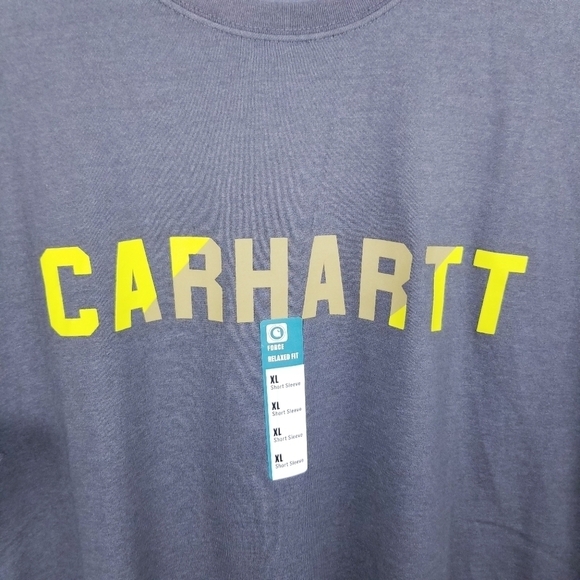 CARHARTT
FORCE
RELAXED FIT
XL
Short Sleeve
XL
Short Sleeve
XL
Short Sleeve
XL
Short Sleeve